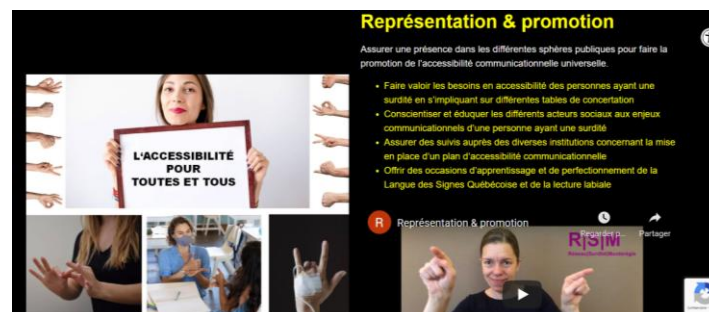 Représentation & promotion
Assurer une présence dans les différentes sphères publiques pour faire la
promotion de l'accessibilité communicationnelle universelle.
Faire valoir les besoins en accessibilité des personnes ayant une
surdité en s'impliquant sur différentes tables de concertation
Conscientiser et éduquer les différents acteurs sociaux aux enjeux
communicationnels d'une personne ayant une surdité
Assurer des suivis auprès des diverses institutions concernant la mise
en place d'un plan d'accessibilité communicationnelle
Offrir des occasions d'apprentissage et de perfectionnement de la
Langue des Signes Québécoise et de la lecture labiale
L'ACCESSIBILITÉ
POUR
TOUTES ET TOUS
R Représentation & promotion
Regarder p... Partager
R|S|M